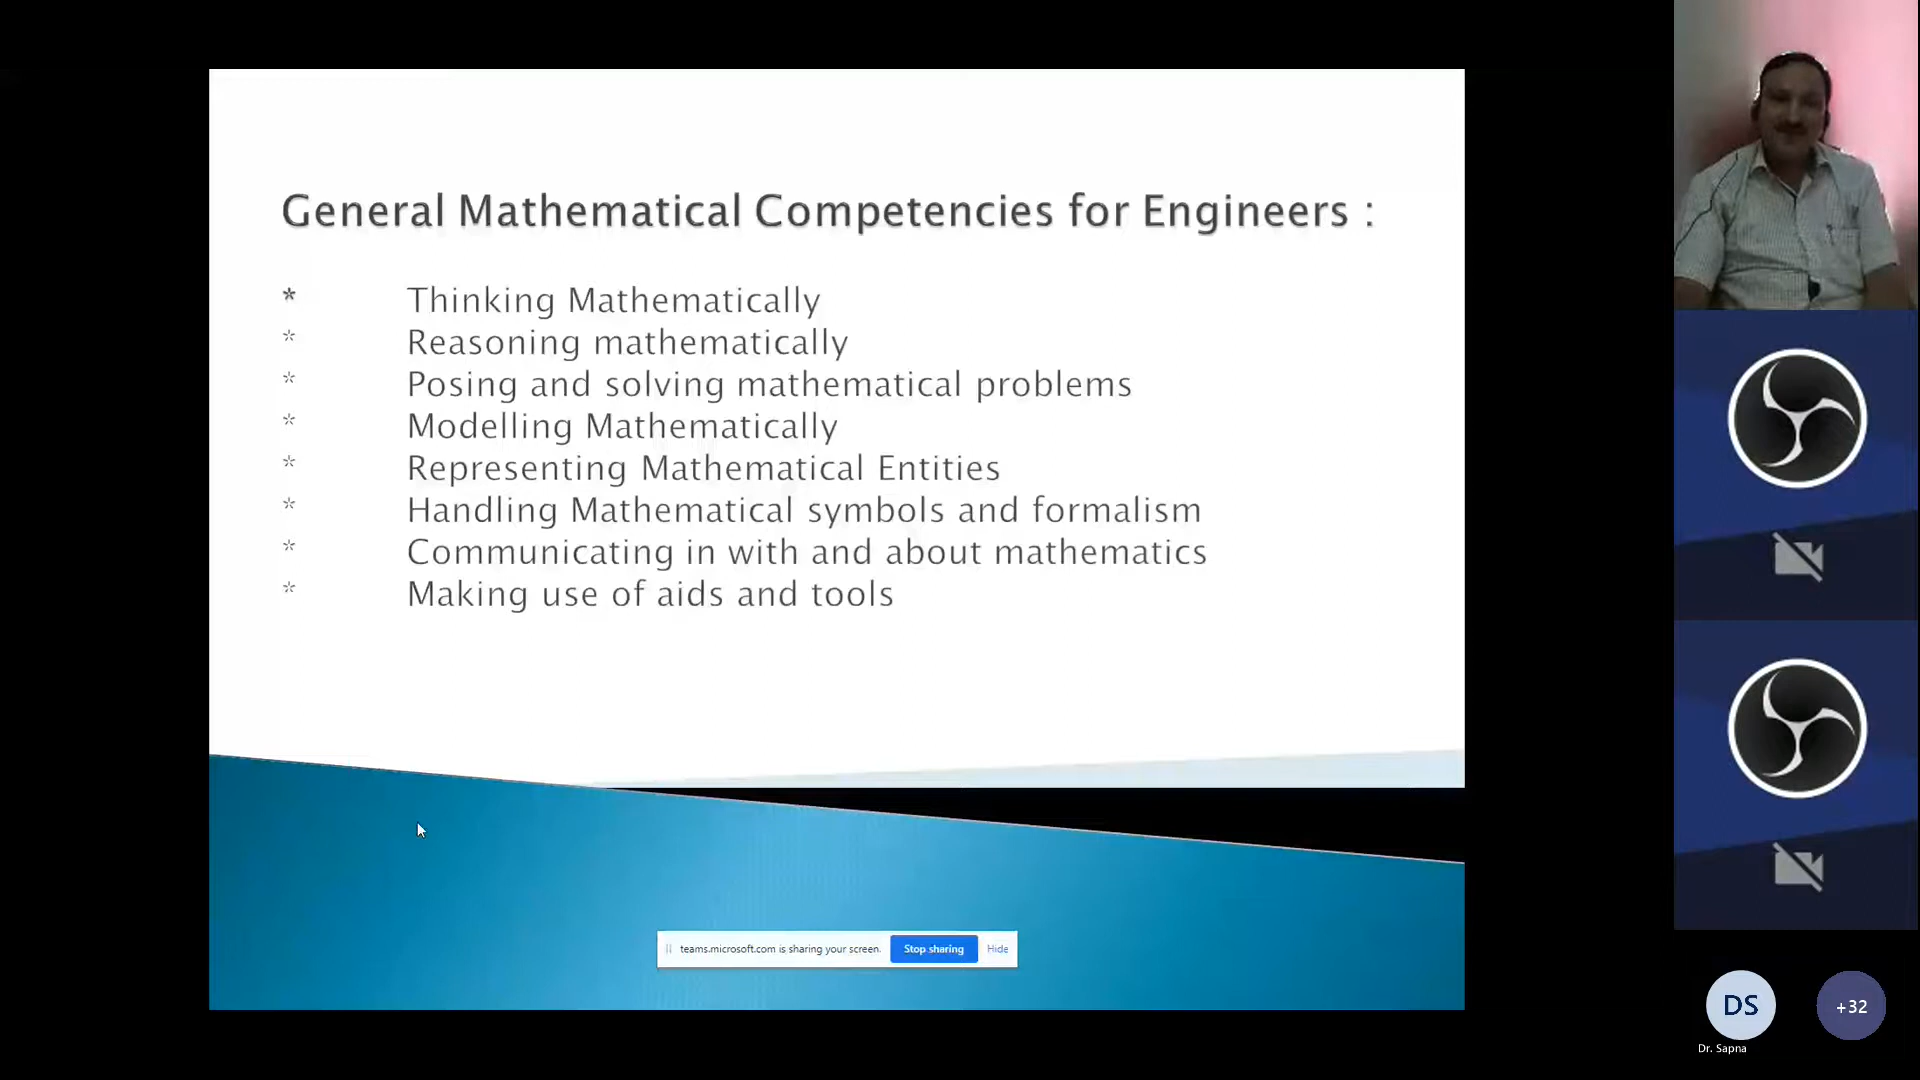 General Mathematical Competencies for Engineers :
* Thinking Mathematically
* Reasoning mathematically
* Posing and solving mathematical problems
* Modelling Mathematically
* Representing Mathematical Entities
* Handling Mathematical symbols and formalism
* Communicating in with and about mathematics
* Making use of aids and tools
teams.microsoft.com is sharing your screen. Stop sharing Hide
DS +32
Dr. Sapna